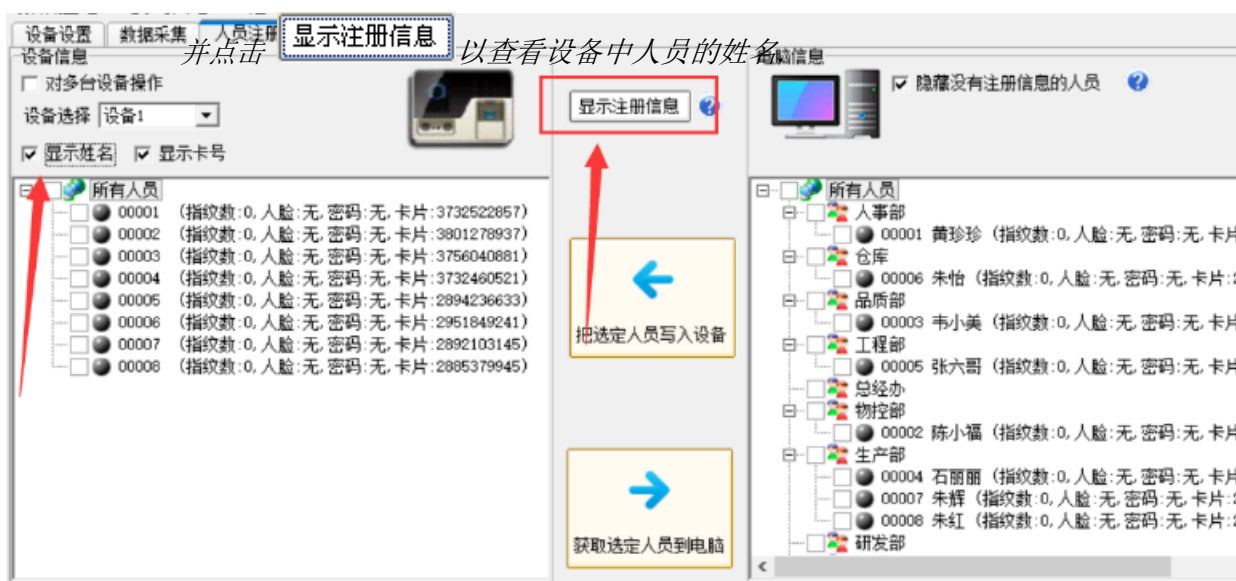 设备设置 数据采集 人员注册
并点击 显示注册信息 以查看设备中人员的姓名
设备信息
对多台设备操作
设备选择 设备1
显示姓名 显示卡号
所有人员
00001 (指纹数:0,人脸:无,密码:无,卡片:3732522857)
00002 (指纹数:0,人脸:无,密码:无,卡片:3801278937)
00003 (指纹数:0,人脸:无,密码:无,卡片:3756040881)
00004 (指纹数:0,人脸:无,密码:无,卡片:3732460521)
00005 (指纹数:0,人脸:无,密码:无,卡片:2894236633)
00006 (指纹数:0,人脸:无,密码:无,卡片:2951849241)
00007 (指纹数:0,人脸:无,密码:无,卡片:2892103145)
00008 (指纹数:0,人脸:无,密码:无,卡片:2885379945)
显示注册信息
把选定人员写入设备
获取选定人员到电脑
电脑信息
隐藏没有注册信息的人员
所有人员
人事部
00001 黄珍珍 (指纹数:0,人脸:无,密码:无,卡片
仓库
00006 朱怡 (指纹数:0,人脸:无,密码:无,卡片:2
品质部
00003 韦小美 (指纹数:0,人脸:无,密码:无,卡片
工程部
00005 张六哥 (指纹数:0,人脸:无,密码:无,卡片
总经办
物控部
00002 陈小福 (指纹数:0,人脸:无,密码:无,卡片
生产部
00004 石丽丽 (指纹数:0,人脸:无,密码:无,卡片
00007 朱辉 (指纹数:0,人脸:无,密码:无,卡片:2
00008 朱红 (指纹数:0,人脸:无,密码:无,卡片:2
研发部